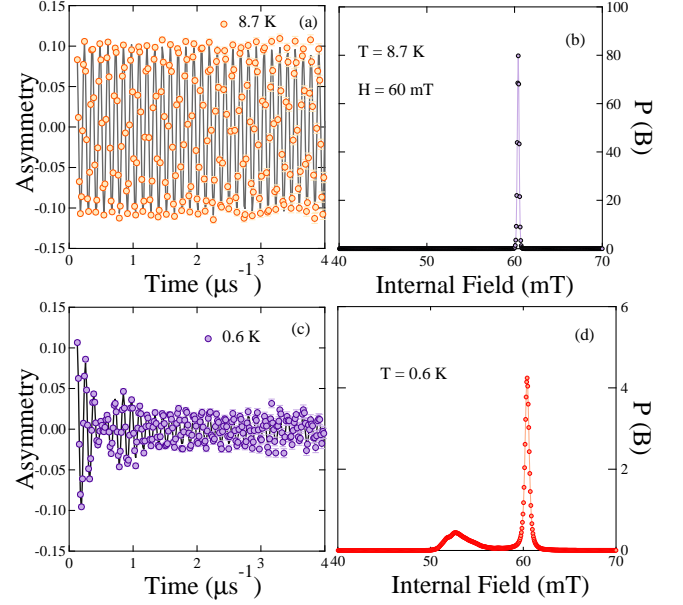 0.15
0.10
0.05
0.00
-0.05
-0.10
-0.15
Asymmetry
8.7 K
(a)
0
1
2
3
4
Time (μs⁻¹)
T = 8.7 K
H = 60 mT
(b)
80
60
40
20
0
P (B)
40
50
60
70
Internal Field (mT)
0.15
0.10
0.05
0.00
-0.05
-0.10
-0.15
Asymmetry
(c)
0.6 K
0
1
2
3
4
Time (μs⁻¹)
T = 0.6 K
(d)
6
4
2
0
P (B)
40
50
60
70
Internal Field (mT)